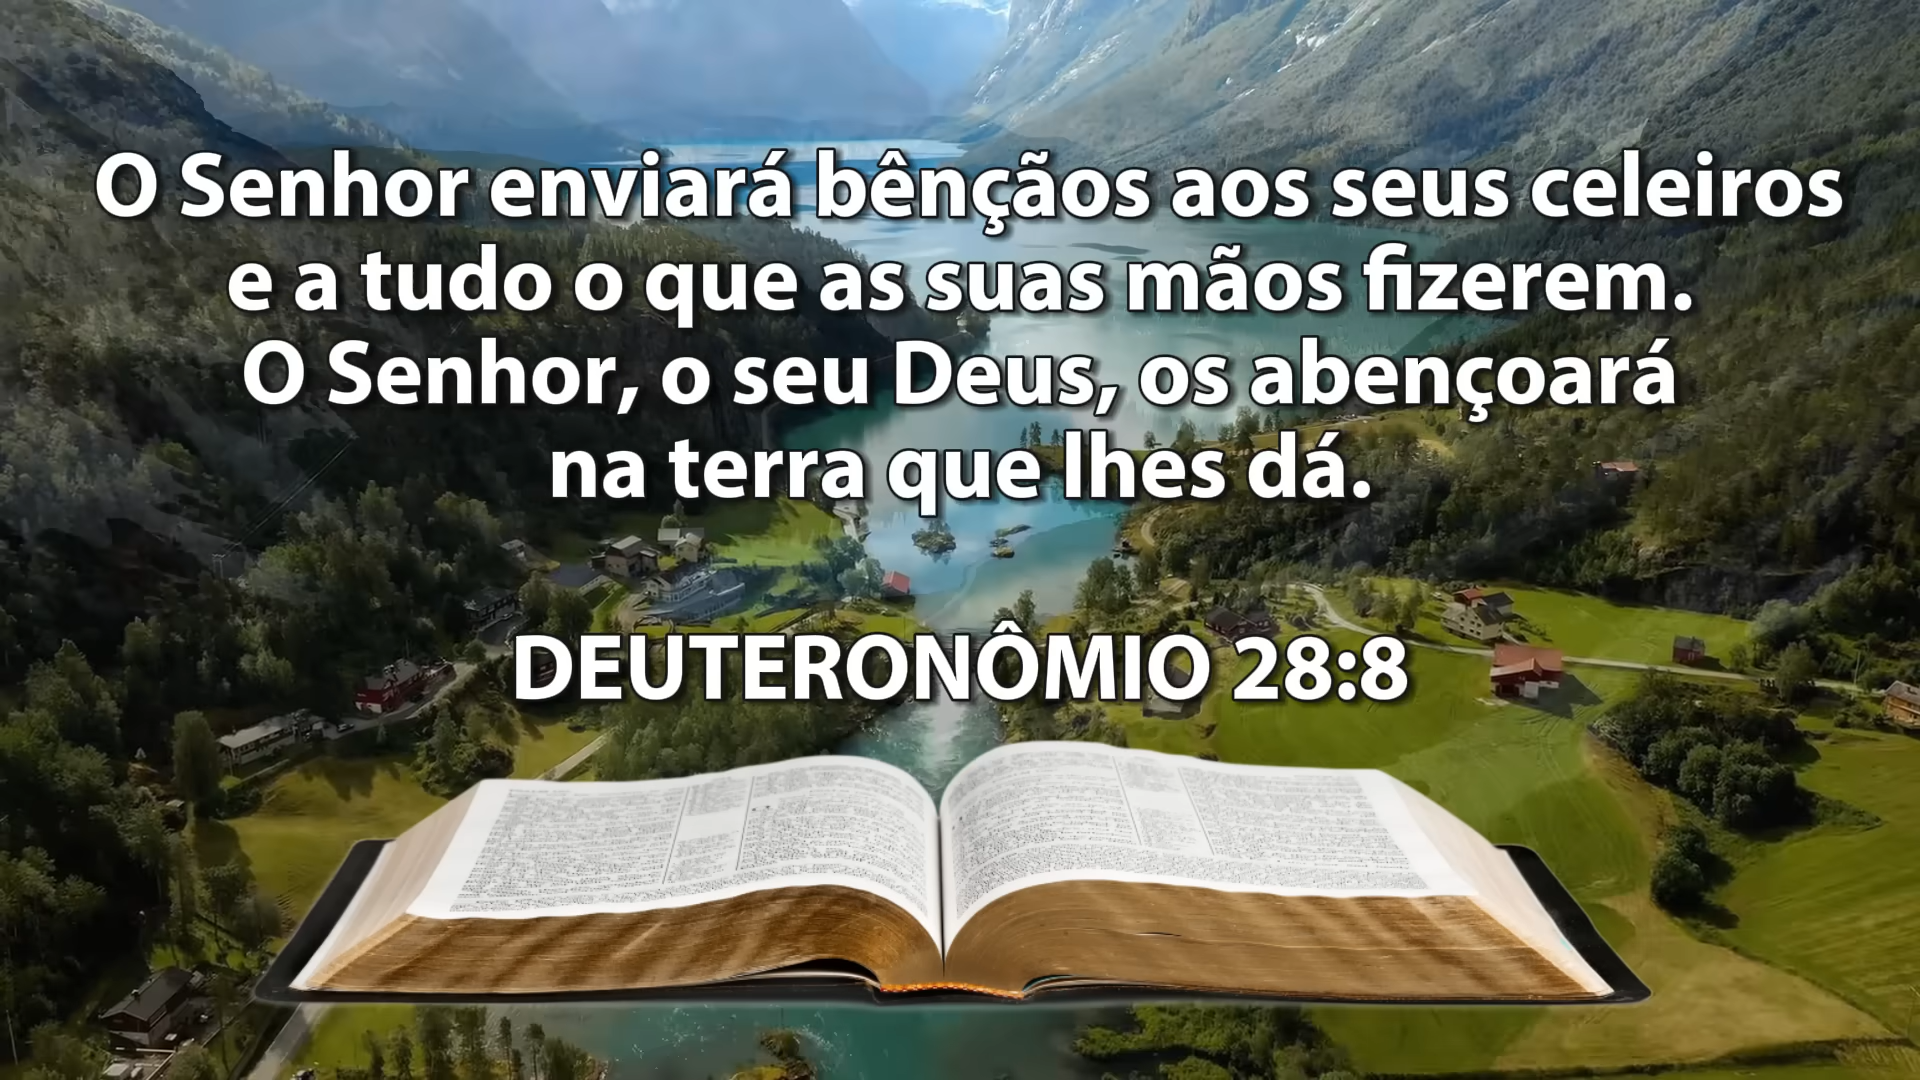 O Senhor enviará bênçãos aos seus celeiros
e a tudo o que as suas mãos fizerem.
O Senhor, o seu Deus, os abençoará
na terra que lhes dá.
DEUTERONÔMIO 28:8